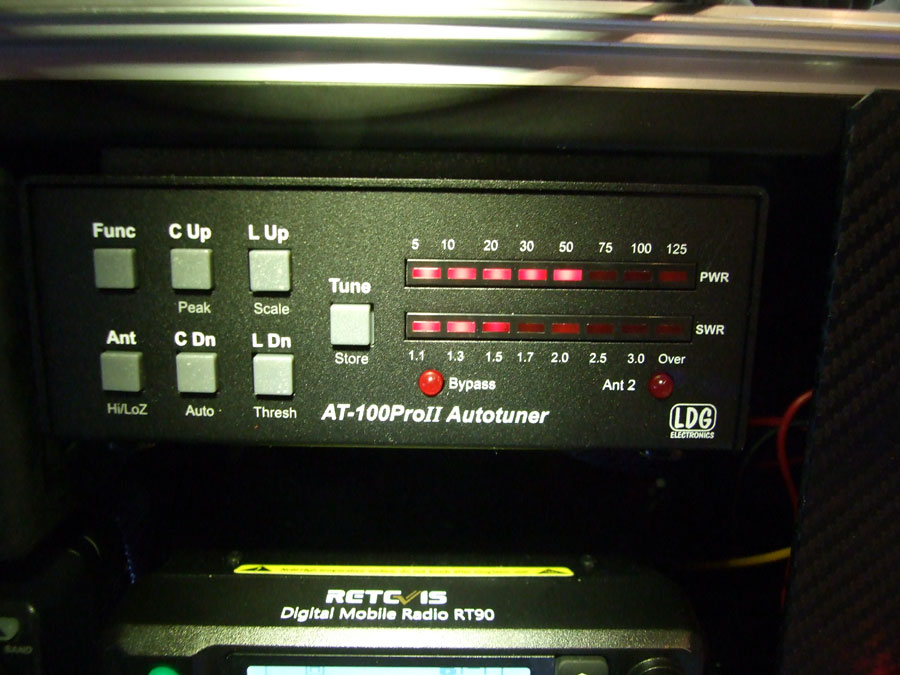 Func C Up L Up
Peak Scale
Ant C Dn L Dn
Hi/LoZ Auto Thresh
Tune
Store
5 10 20 30 50 75 100 125
PWR
SWR
1.1 1.3 1.5 1.7 2.0 2.5 3.0 Over
Bypass Ant 2
AT-100ProII Autotuner
LDG
ELECTRONICS
RETEVIS
Digital Mobile Radio RT90
BAND